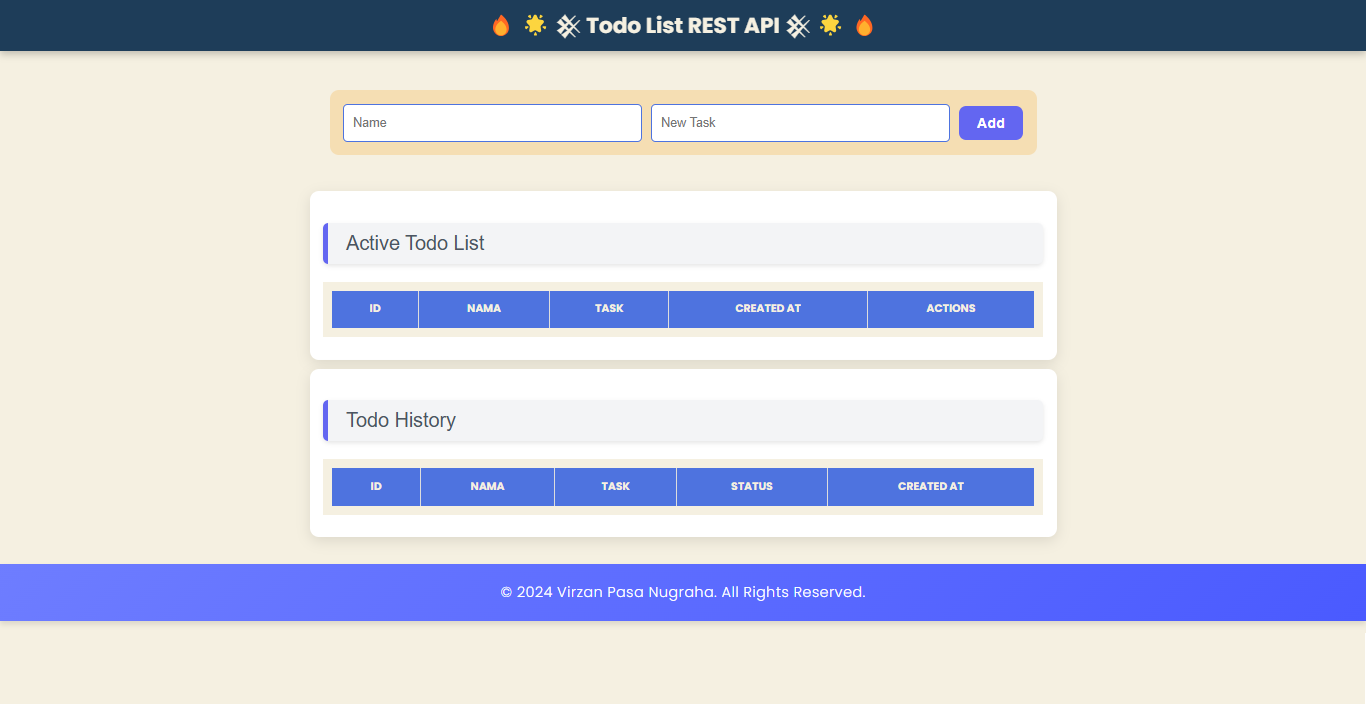 🔥 🌟 𒆙 Todo List REST API 𒆙 🌟 🔥
Name New Task Add
Active Todo List
ID NAMA TASK CREATED AT ACTIONS
Todo History
ID NAMA TASK STATUS CREATED AT
© 2024 Virzan Pasa Nugraha. All Rights Reserved.